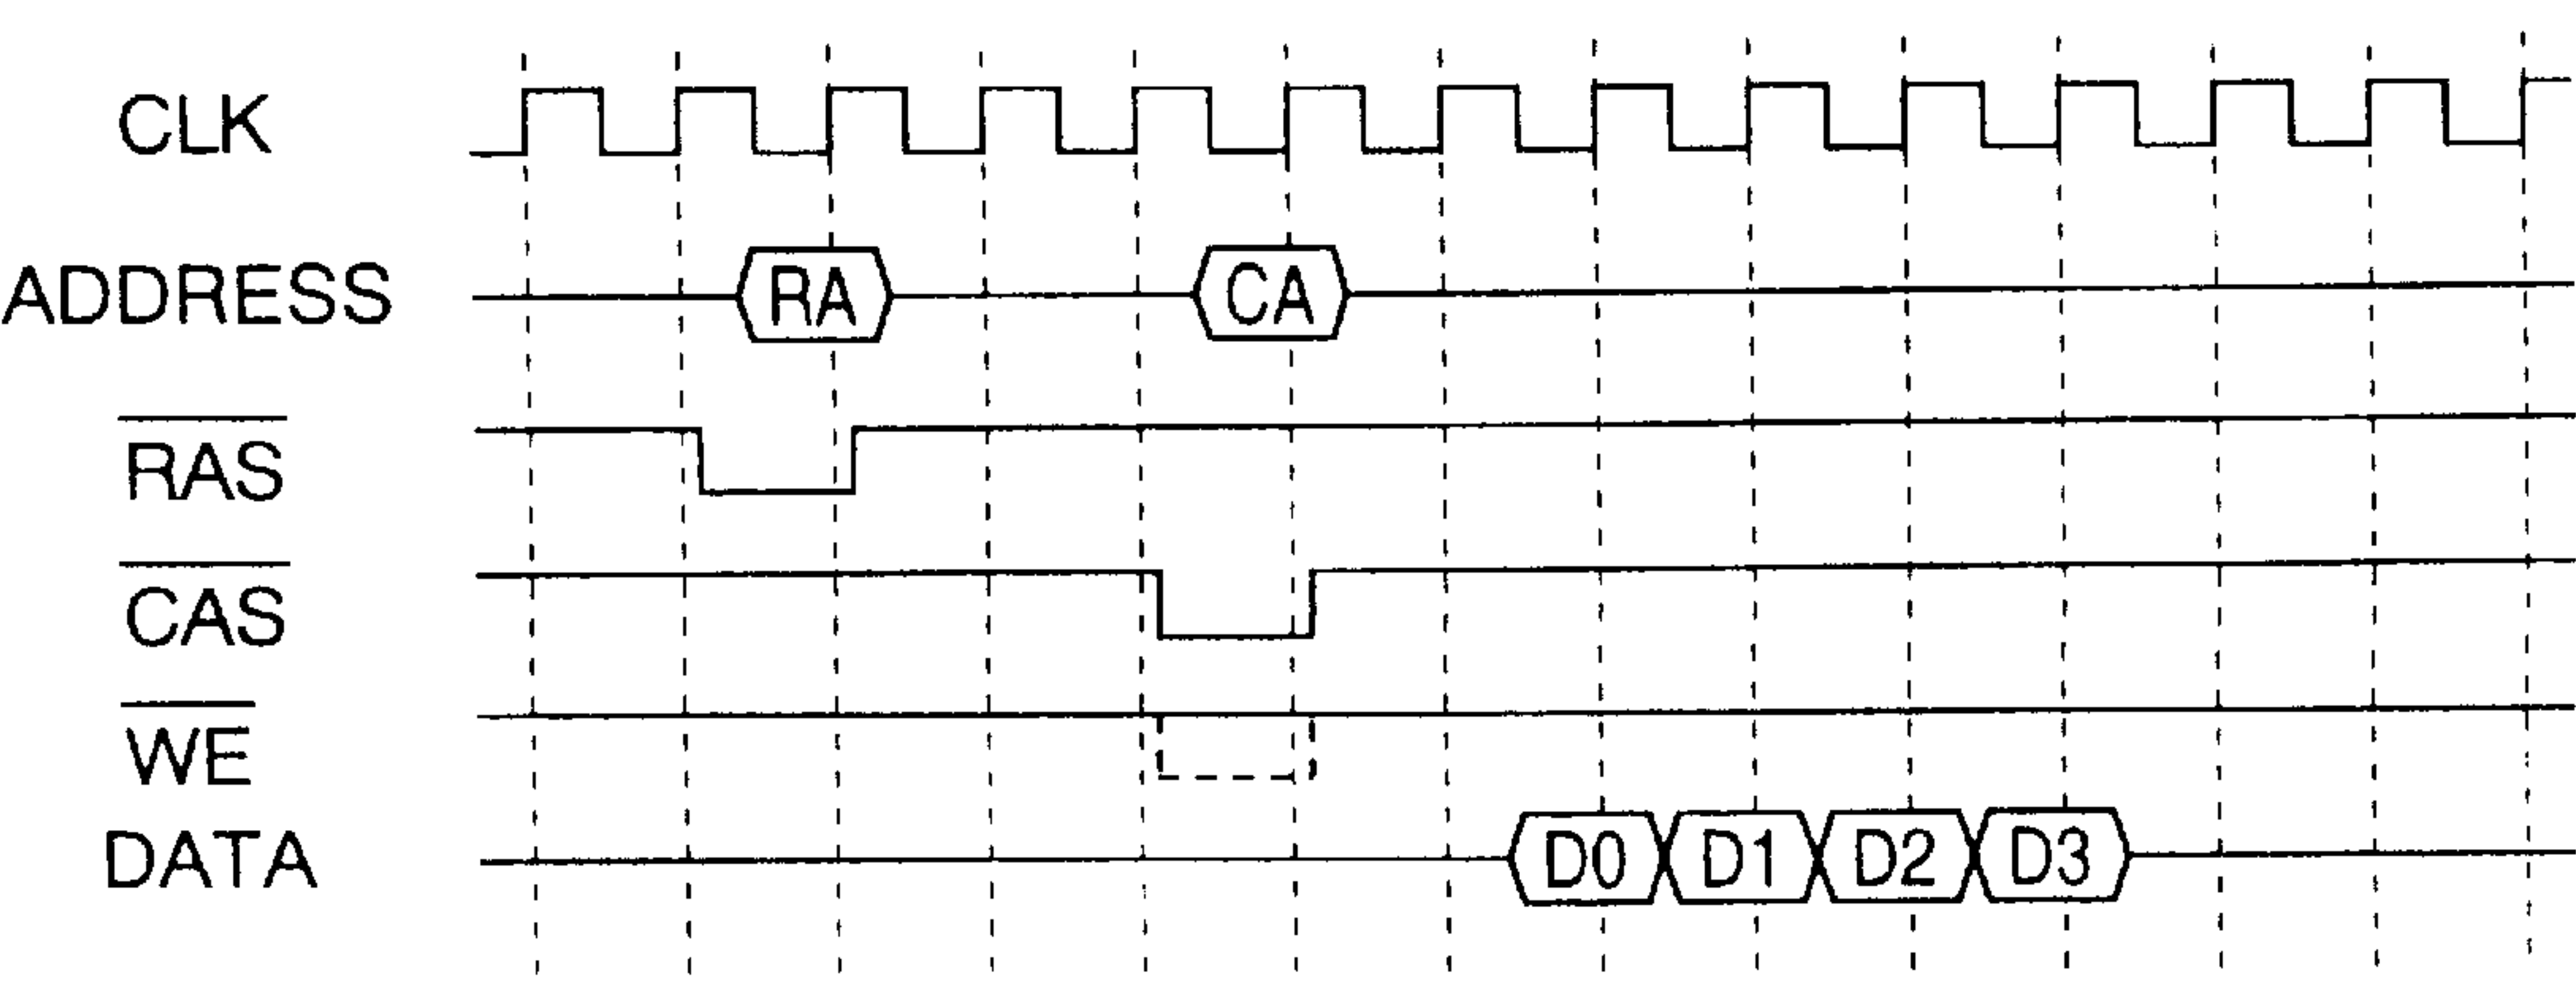 CLK
ADDRESS RA CA
RAS
CAS
WE
DATA D0 D1 D2 D3